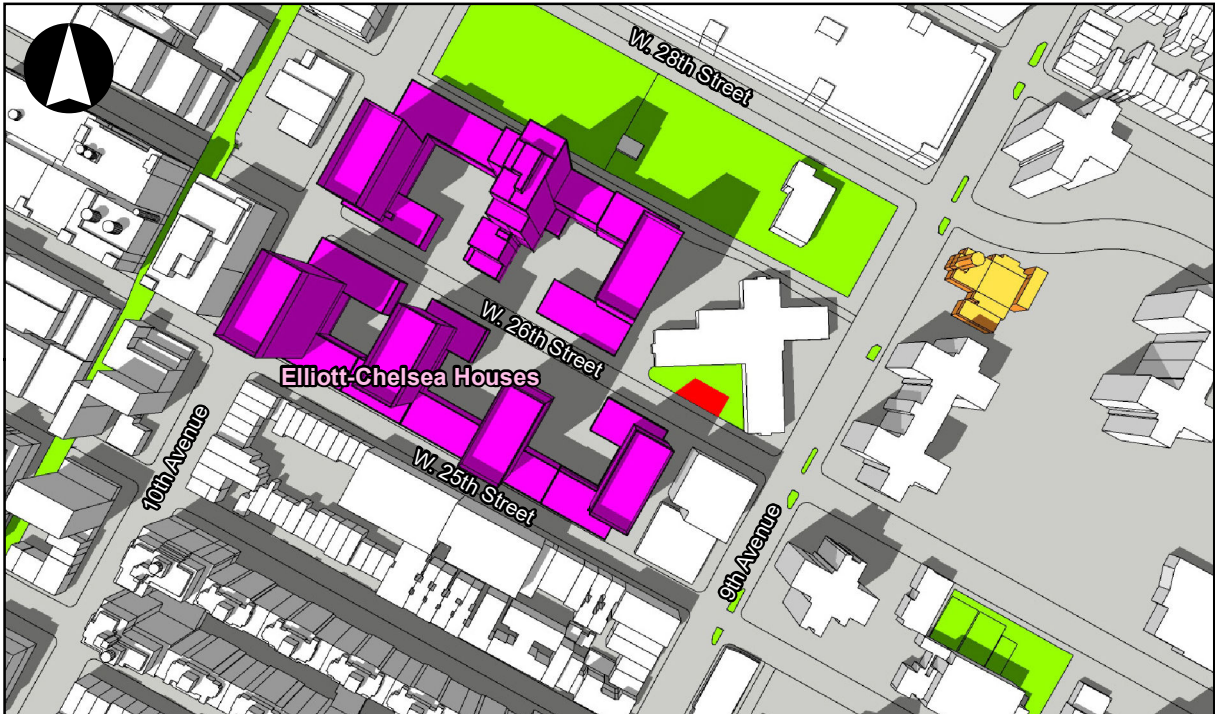 W. 28th Street
W. 26th Street
Elliott-Chelsea Houses
10th Avenue
W. 25th Street
9th Avenue